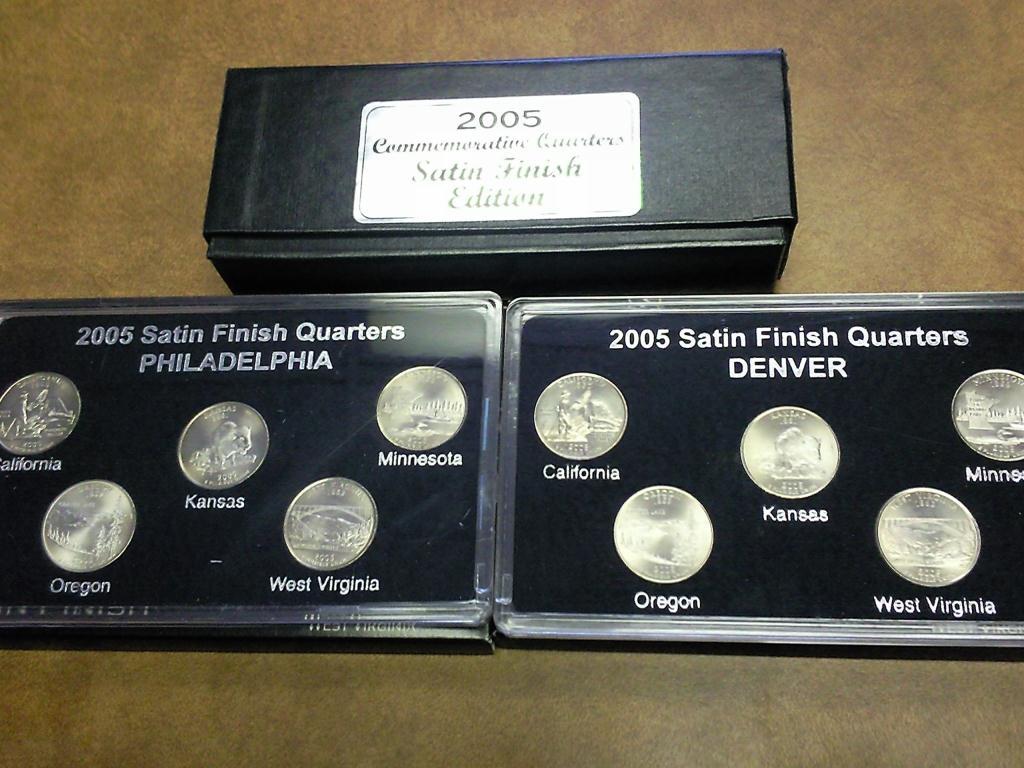 2005
Commemorative Quarters
Satin Finish
Edition
2005 Satin Finish Quarters
PHILADELPHIA
California
Kansas
Minnesota
Oregon
West Virginia
2005 Satin Finish Quarters
DENVER
California
Kansas
Minnes
Oregon
West Virginia